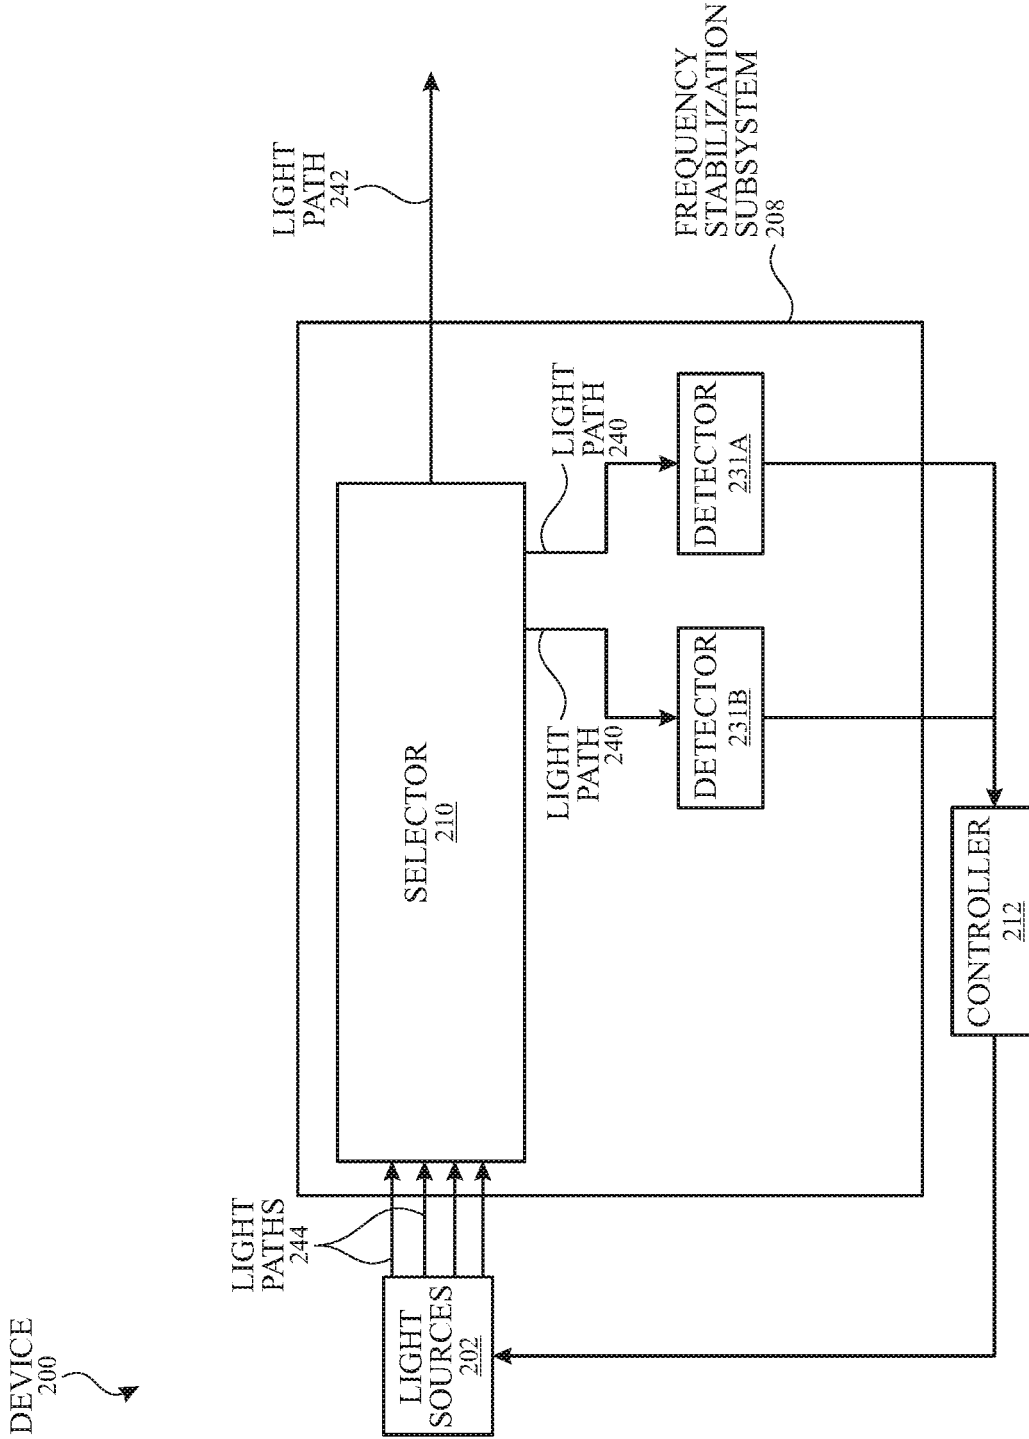 DEVICE
200
LIGHT
PATHS
244
LIGHT
SOURCES
202
SELECTOR
210
LIGHT
PATH
242
LIGHT
PATH
240
LIGHT
PATH
240
DETECTOR
231B
DETECTOR
231A
FREQUENCY
STABILIZATION
SUBSYSTEM
208
CONTROLLER
212